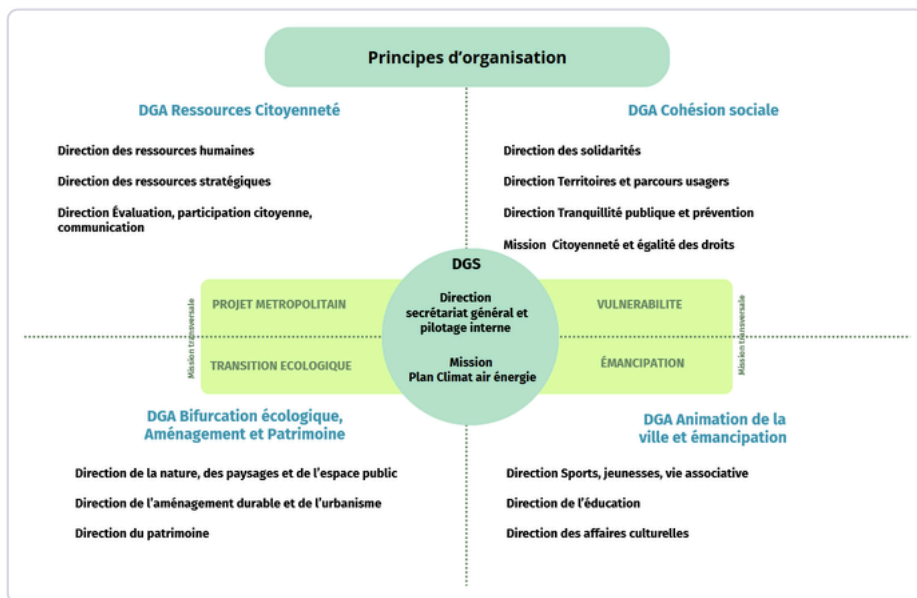 Principes d'organisation
DGA Ressources Citoyenneté
Direction des ressources humaines
Direction des ressources stratégiques
Direction Évaluation, participation citoyenne,
communication
DGA Cohésion sociale
Direction des solidarités
Direction Territoires et parcours usagers
Direction Tranquillité publique et prévention
Mission Citoyenneté et égalité des droits
DGS
Direction
secrétariat général et
pilotage interne
Mission
Plan Climat air énergie
Mission transversale
PROJET METROPOLITAIN
TRANSITION ECOLOGIQUE
VULNERABILITE
ÉMANCIPATION
Mission transversale
DGA Bifurcation écologique,
Aménagement et Patrimoine
Direction de la nature, des paysages et de l'espace public
Direction de l'aménagement durable et de l'urbanisme
Direction du patrimoine
DGA Animation de la
ville et émancipation
Direction Sports, jeunesses, vie associative
Direction de l'éducation
Direction des affaires culturelles